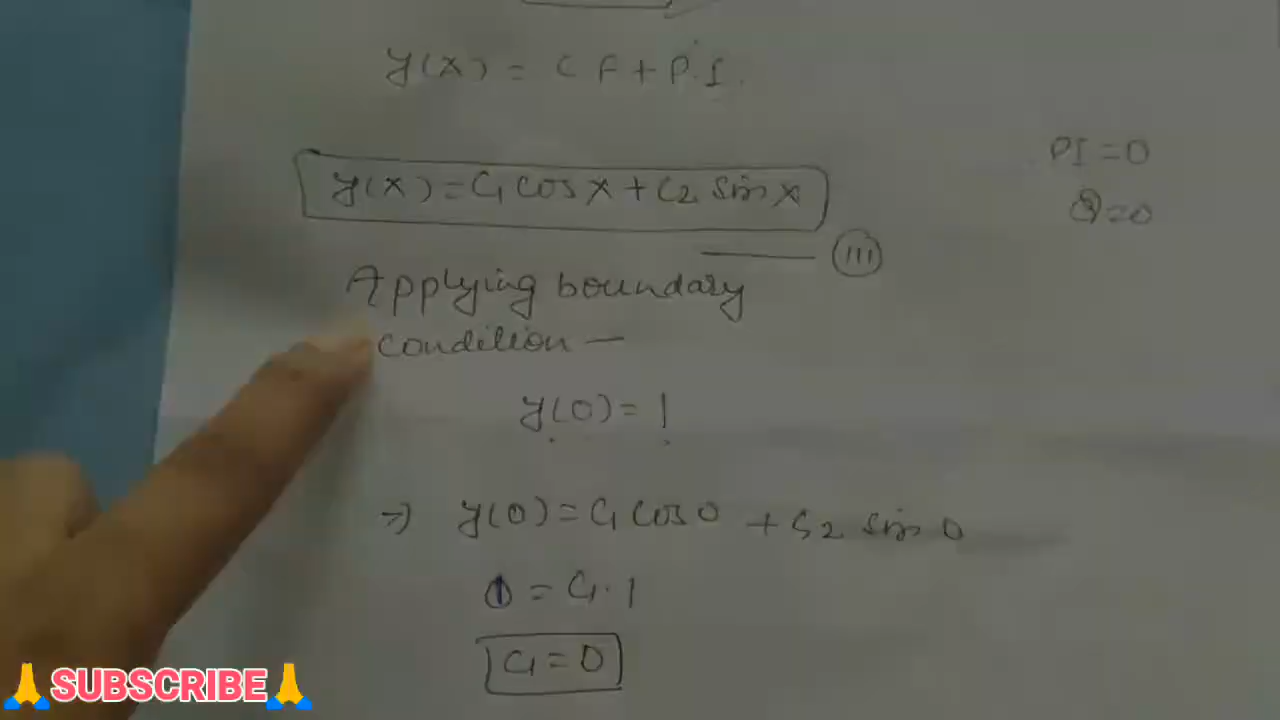 y(x) = CF + P.I.
PI = 0
Q = 0
y(x) = C1 cos x + C2 sin x
(III)
Applying boundary
condition —
y(0) = 1
⇒ y(0) = C1 cos 0 + C2 sin 0
= C1 . 1
C1 = 0
🙏SUBSCRIBE🙏